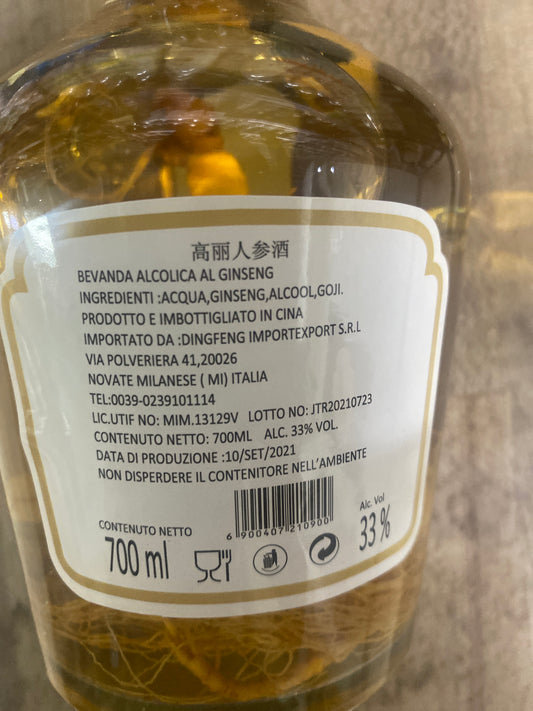 高丽人参酒
BEVANDA ALCOLICA AL GINSENG
INGREDIENTI :ACQUA,GINSENG,ALCOOL,GOJI.
PRODOTTO E IMBOTTIGLIATO IN CINA
IMPORTATO DA :DINGFENG IMPORTEXPORT S.R.L
VIA POLVERIERA 41,20026
NOVATE MILANESE ( MI) ITALIA
TEL:0039-0239101114
LIC.UTIF NO: MIM.13129V LOTTO NO: JTR20210723
CONTENUTO NETTO: 700ML ALC. 33% VOL.
DATA DI PRODUZIONE :10/SET/2021
NON DISPERDERE IL CONTENITORE NELL'AMBIENTE
6 900407 210900
CONTENUTO NETTO
700 ml
Alc. Vol
33 %